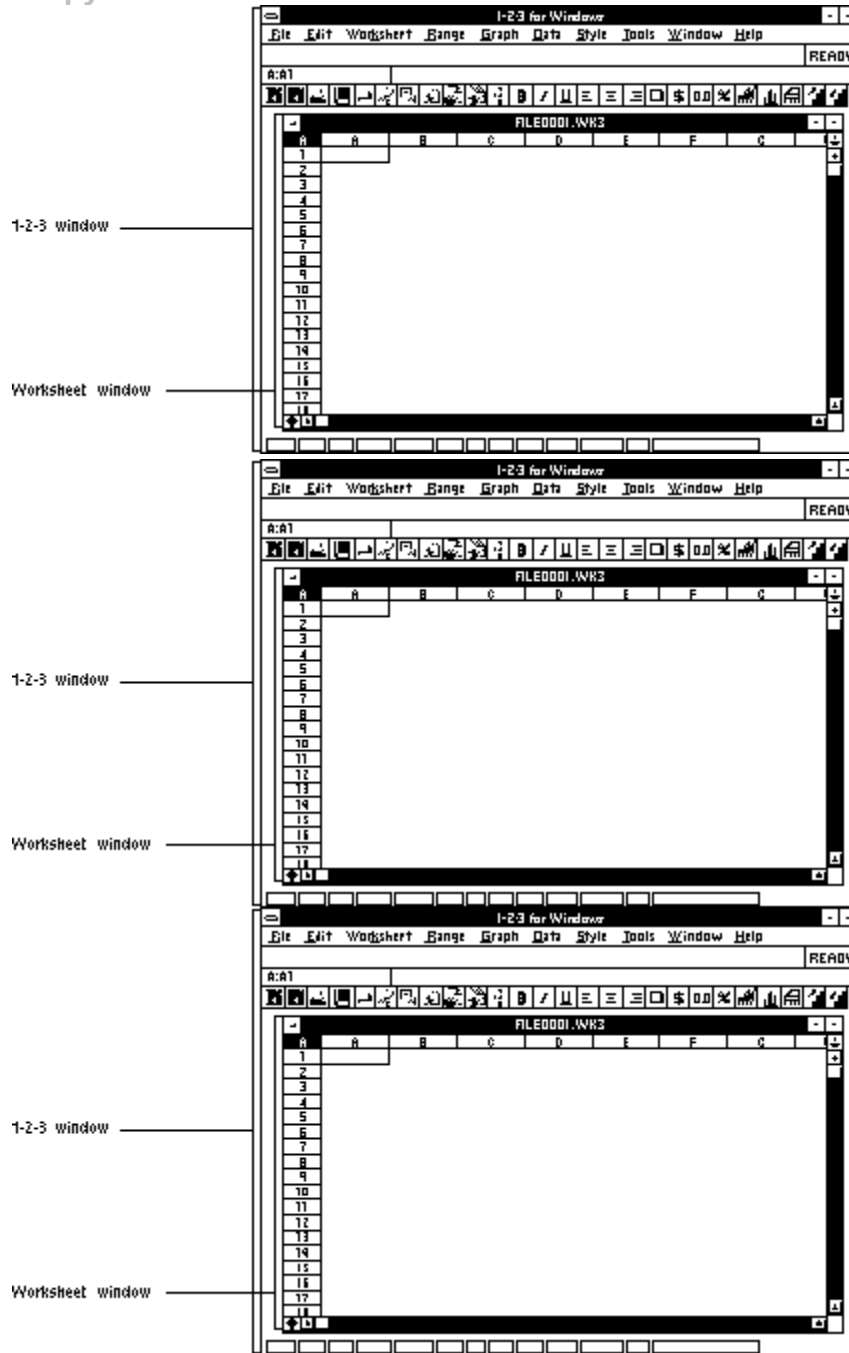 1-2-3 for Windows
File Edit Worksheet Range Graph Data Style Tools Window Help
READY
A:A1
B I U $ 0.0 %
FILE0001.WK3
A A B C D E F G
1
2
3
4
5
1-2-3 window
6
7
8
9
10
11
12
13
14
15
16
Worksheet window
17
18
1-2-3 for Windows
File Edit Worksheet Range Graph Data Style Tools Window Help
READY
A:A1
B I U $ 0.0 %
FILE0001.WK3
A A B C D E F G
1
2
3
4
5
1-2-3 window
6
7
8
9
10
11
12
13
14
15
16
Worksheet window
17
18
1-2-3 for Windows
File Edit Worksheet Range Graph Data Style Tools Window Help
READY
A:A1
B I U $ 0.0 %
FILE0001.WK3
A A B C D E F G
1
2
3
4
5
1-2-3 window
6
7
8
9
10
11
12
13
14
15
16
Worksheet window
17
18